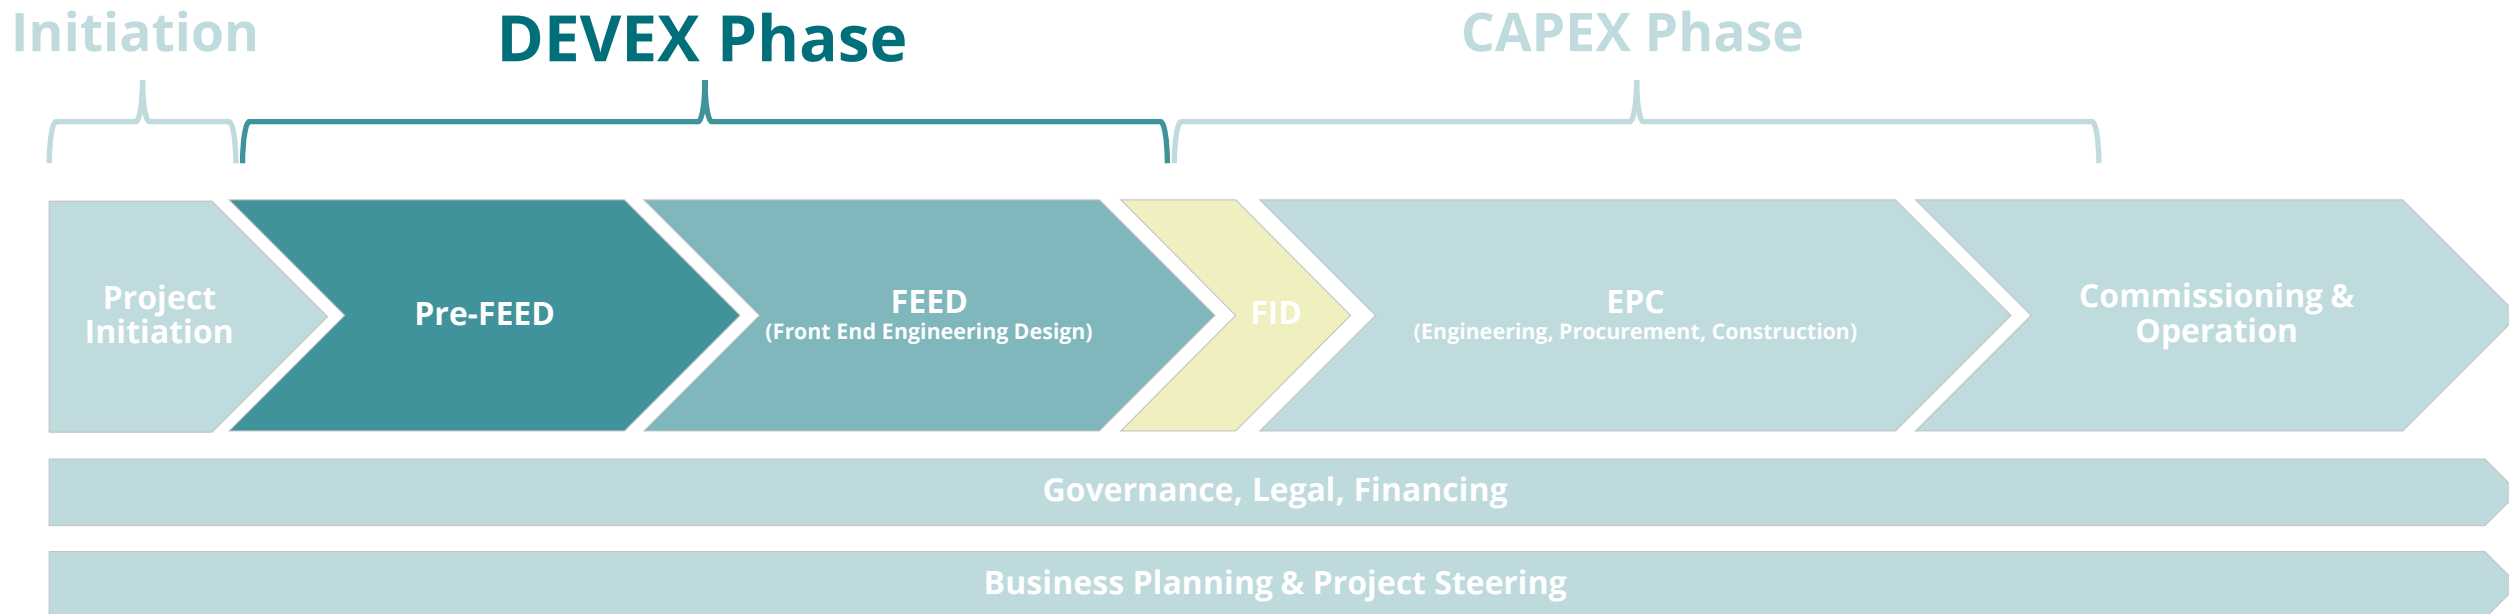 Initiation
DEVEX Phase
CAPEX Phase
Project
Initiation
Pre-FEED
FEED
(Front End Engineering Design)
FID
EPC
(Engineering, Procurement, Construction)
Commissioning &
Operation
Governance, Legal, Financing
Business Planning & Project Steering